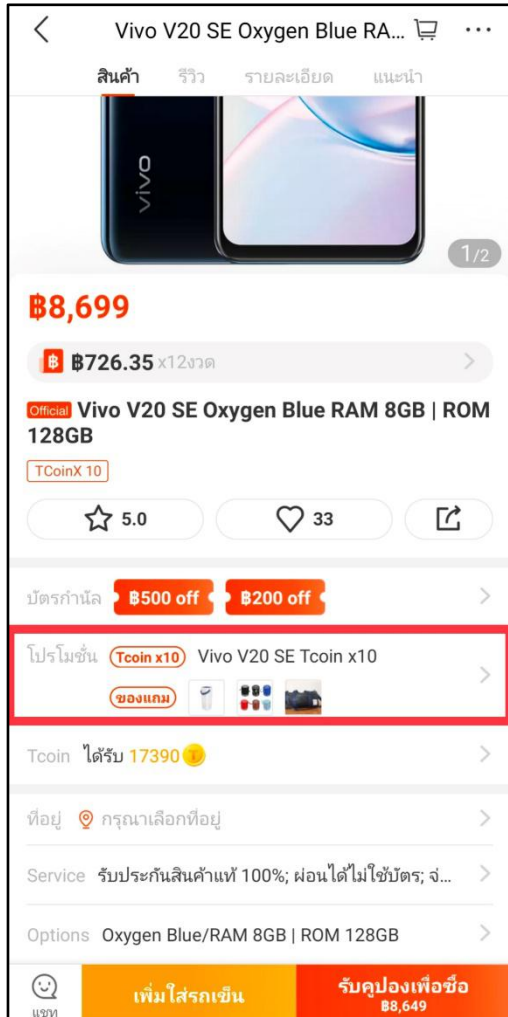 Vivo V20 SE Oxygen Blue RA...
สินค้า รีวิว รายละเอียด แนะนำ
vivo
1/2
฿8,699
฿ ฿726.35 x12งวด
Official Vivo V20 SE Oxygen Blue RAM 8GB | ROM
128GB
TCoinX 10
5.0 33
บัตรกำนัล ฿500 off ฿200 off
โปรโมชั่น Tcoin x10 Vivo V20 SE Tcoin x10
ของแถม
Tcoin ได้รับ 17390
ที่อยู่ กรุณาเลือกที่อยู่
Service รับประกันสินค้าแท้ 100%; ผ่อนได้ไม่ใช้บัตร; จ่...
Options Oxygen Blue/RAM 8GB | ROM 128GB
แชท เพิ่มใส่รถเข็น รับคูปองเพื่อซื้อ
฿8,649